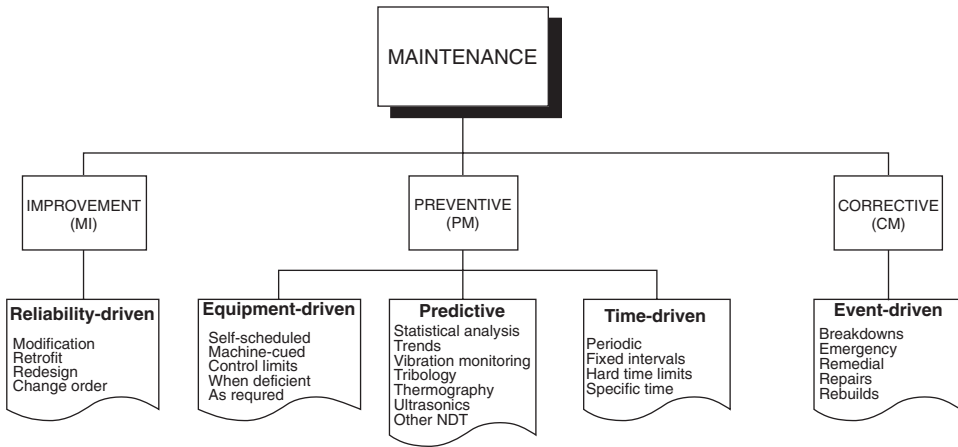 MAINTENANCE
IMPROVEMENT
(MI)
PREVENTIVE
(PM)
CORRECTIVE
(CM)
Reliability-driven
Modification
Retrofit
Redesign
Change order
Equipment-driven
Self-scheduled
Machine-cued
Control limits
When deficient
As requred
Predictive
Statistical analysis
Trends
Vibration monitoring
Tribology
Thermography
Ultrasonics
Other NDT
Time-driven
Periodic
Fixed intervals
Hard time limits
Specific time
Event-driven
Breakdowns
Emergency
Remedial
Repairs
Rebuilds